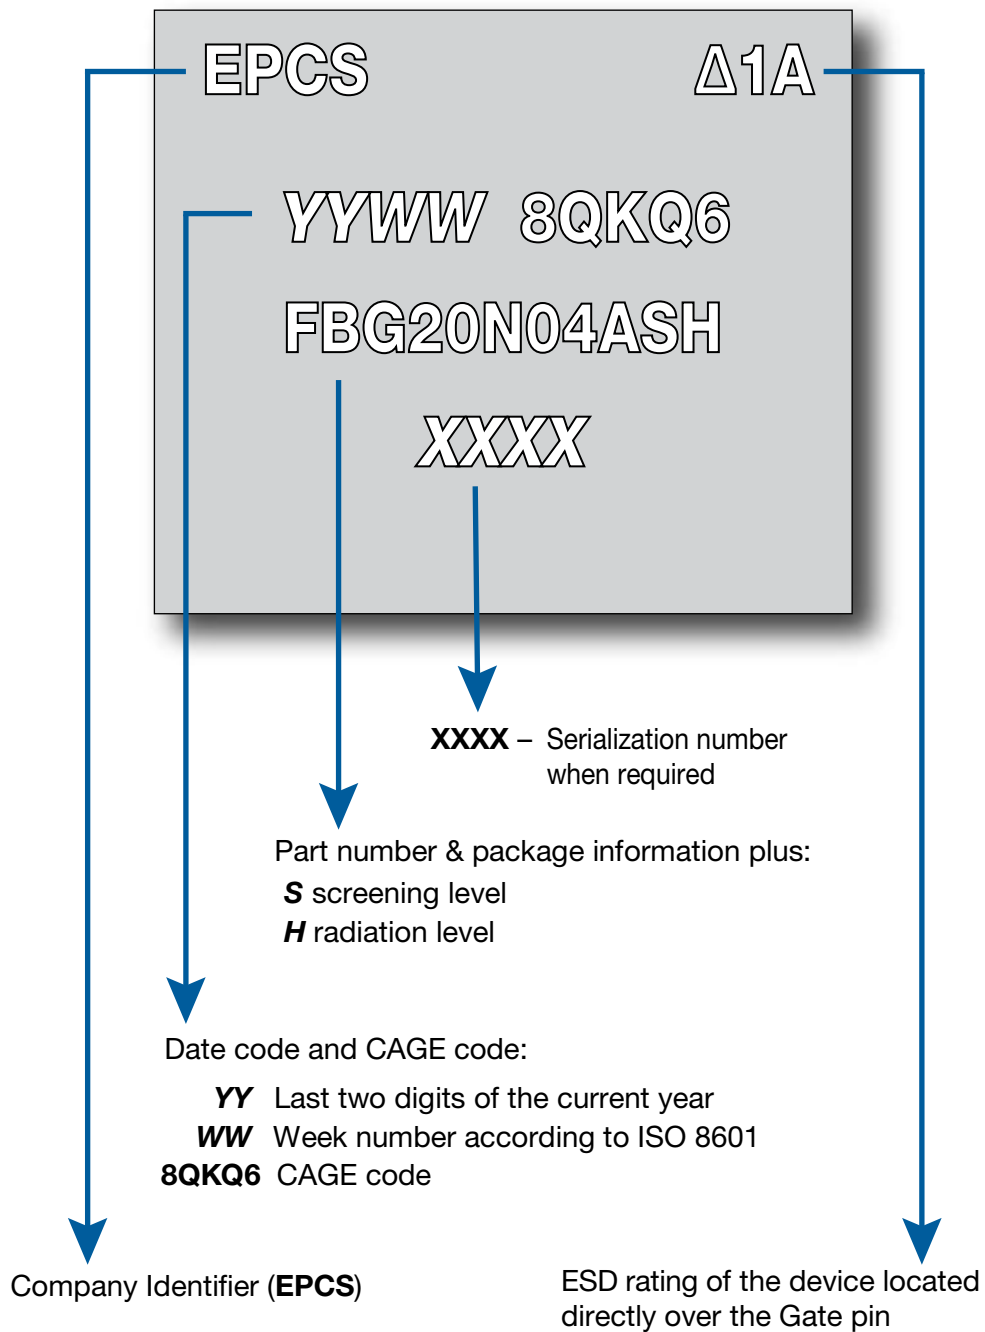 EPCS Δ1A
YYWW 8QKQ6
FBG20N04ASH
XXXX
XXXX – Serialization number
when required
Part number & package information plus:
S screening level
H radiation level
Date code and CAGE code:
YY Last two digits of the current year
WW Week number according to ISO 8601
8QKQ6 CAGE code
Company Identifier (EPCS)
ESD rating of the device located
directly over the Gate pin